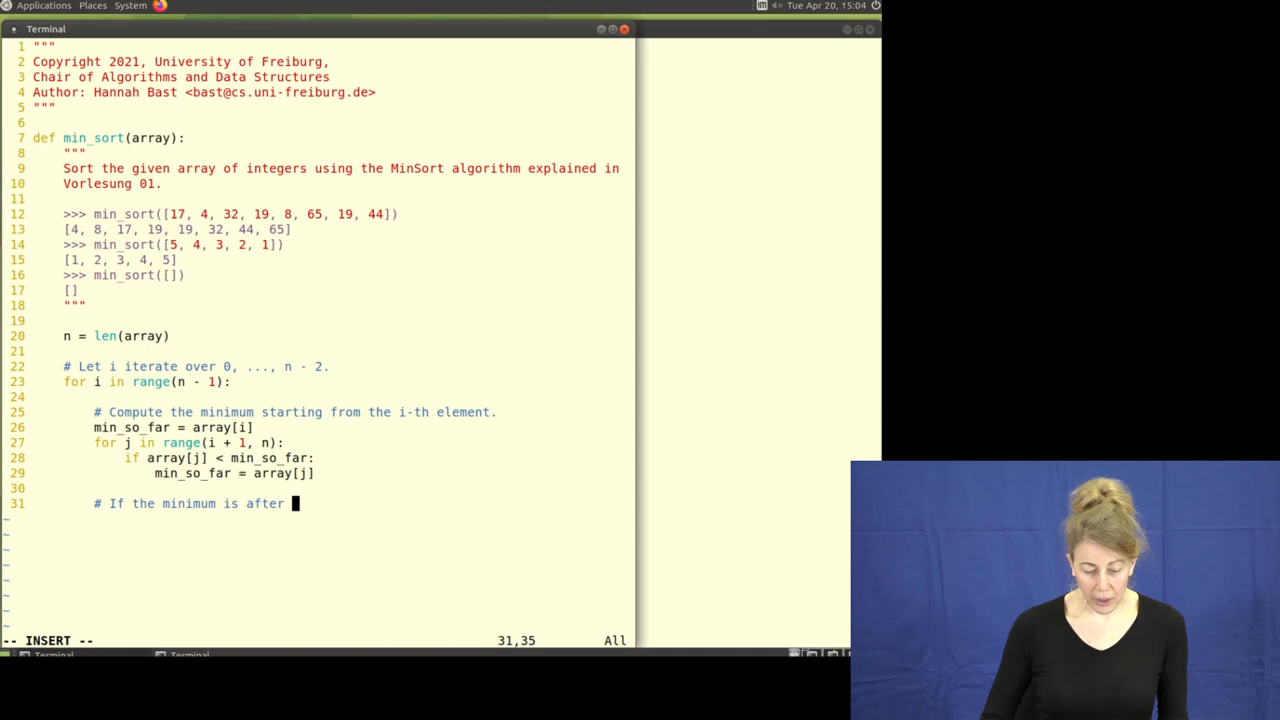 Applications Places System Tue Apr 20, 15:04
Terminal
1 """
2 Copyright 2021, University of Freiburg,
3 Chair of Algorithms and Data Structures
4 Author: Hannah Bast <bast@cs.uni-freiburg.de>
5 """
6
7 def min_sort(array):
8 """
9 Sort the given array of integers using the MinSort algorithm explained in
10 Vorlesung 01.
11
12 >>> min_sort([17, 4, 32, 19, 8, 65, 19, 44])
13 [4, 8, 17, 19, 19, 32, 44, 65]
14 >>> min_sort([5, 4, 3, 2, 1])
15 [1, 2, 3, 4, 5]
16 >>> min_sort([])
17 []
18 """
19
20 n = len(array)
21
22 # Let i iterate over 0, ..., n - 2.
23 for i in range(n - 1):
24
25 # Compute the minimum starting from the i-th element.
26 min_so_far = array[i]
27 for j in range(i + 1, n):
28 if array[j] < min_so_far:
29 min_so_far = array[j]
30
31 # If the minimum is after
~
~
~
~
~
~
~
~
-- INSERT -- 31,35 All
Terminal Terminal